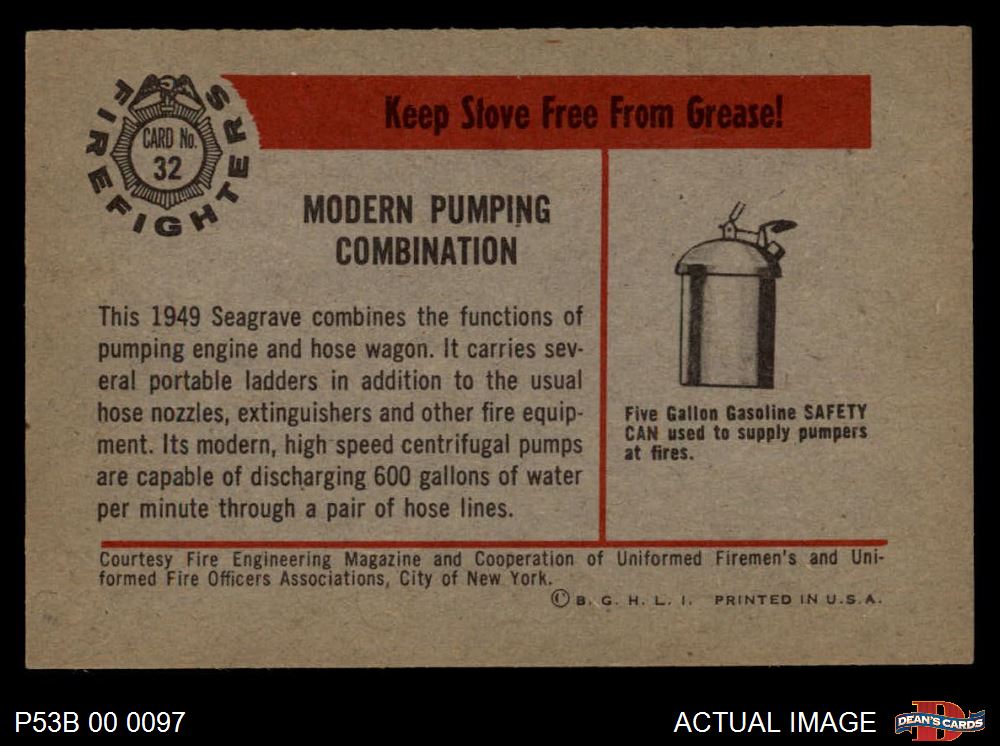 FIREFIGHTERS
CARD No.
32
Keep Stove Free From Grease!
MODERN PUMPING
COMBINATION
This 1949 Seagrave combines the functions of
pumping engine and hose wagon. It carries sev-
eral portable ladders in addition to the usual
hose nozzles, extinguishers and other fire equip-
ment. Its modern, high speed centrifugal pumps
are capable of discharging 600 gallons of water
per minute through a pair of hose lines.
Five Gallon Gasoline SAFETY
CAN used to supply pumpers
at fires.
Courtesy Fire Engineering Magazine and Cooperation of Uniformed Firemen's and Uni-
formed Fire Officers Associations, City of New York.
© B. G. H. L. I. PRINTED IN U.S.A.
P53B 00 0097
ACTUAL IMAGE
D
DEAN'S CARDS